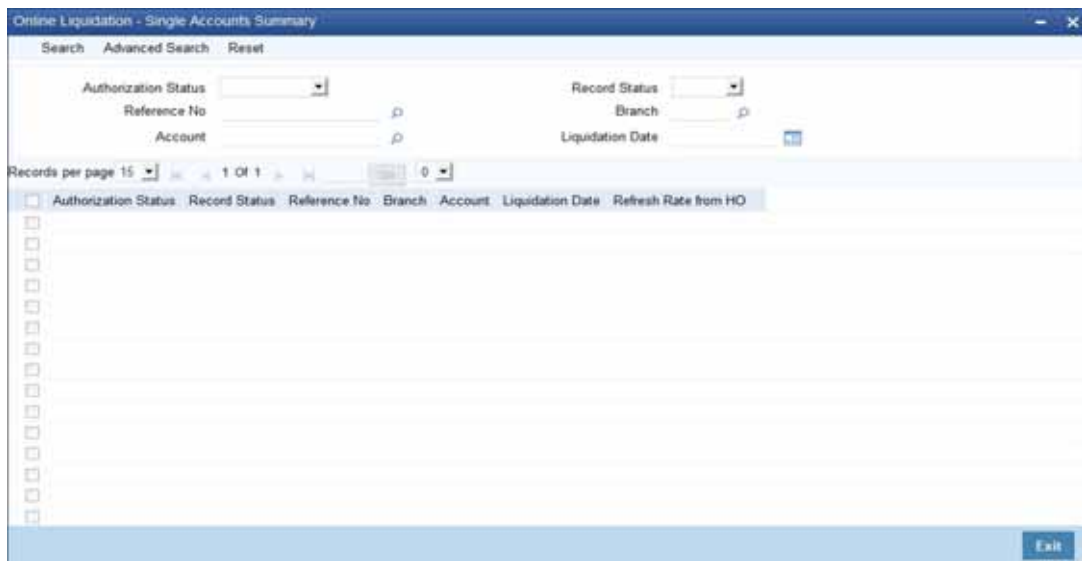 Online Liquidation - Single Accounts Summary
Search Advanced Search Reset
Authorization Status Record Status
Reference No Branch
Account Liquidation Date
Records per page 15 1 Of 1 0
Authorization Status Record Status Reference No Branch Account Liquidation Date Refresh Rate from HO
Exit